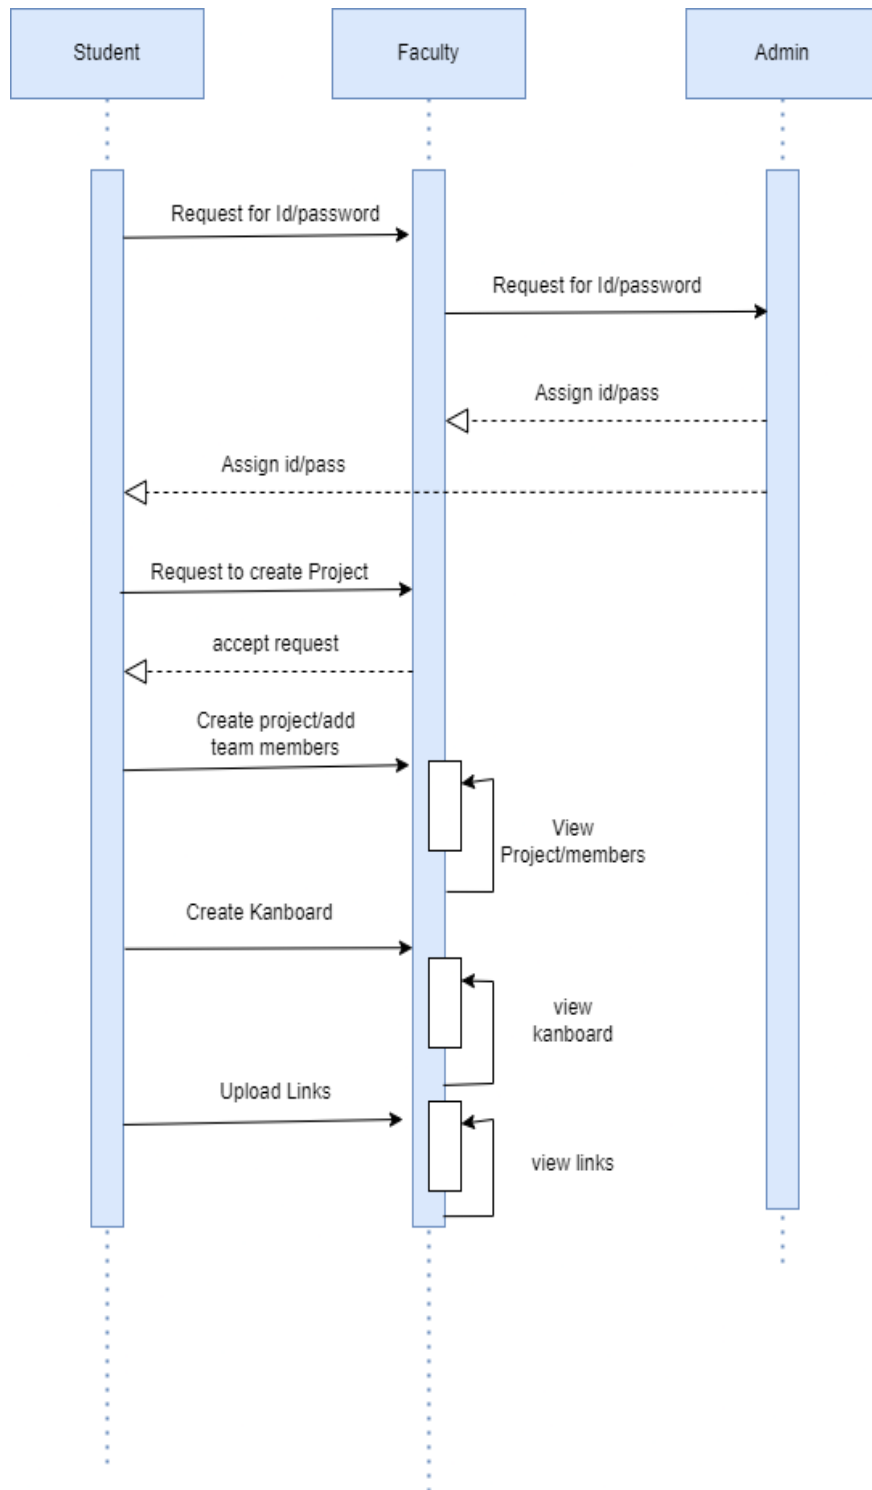 Student
Faculty
Admin
Request for Id/password
Request for Id/password
Assign id/pass
Assign id/pass
Request to create Project
accept request
Create project/add
team members
View
Project/members
Create Kanboard
view
kanboard
Upload Links
view links